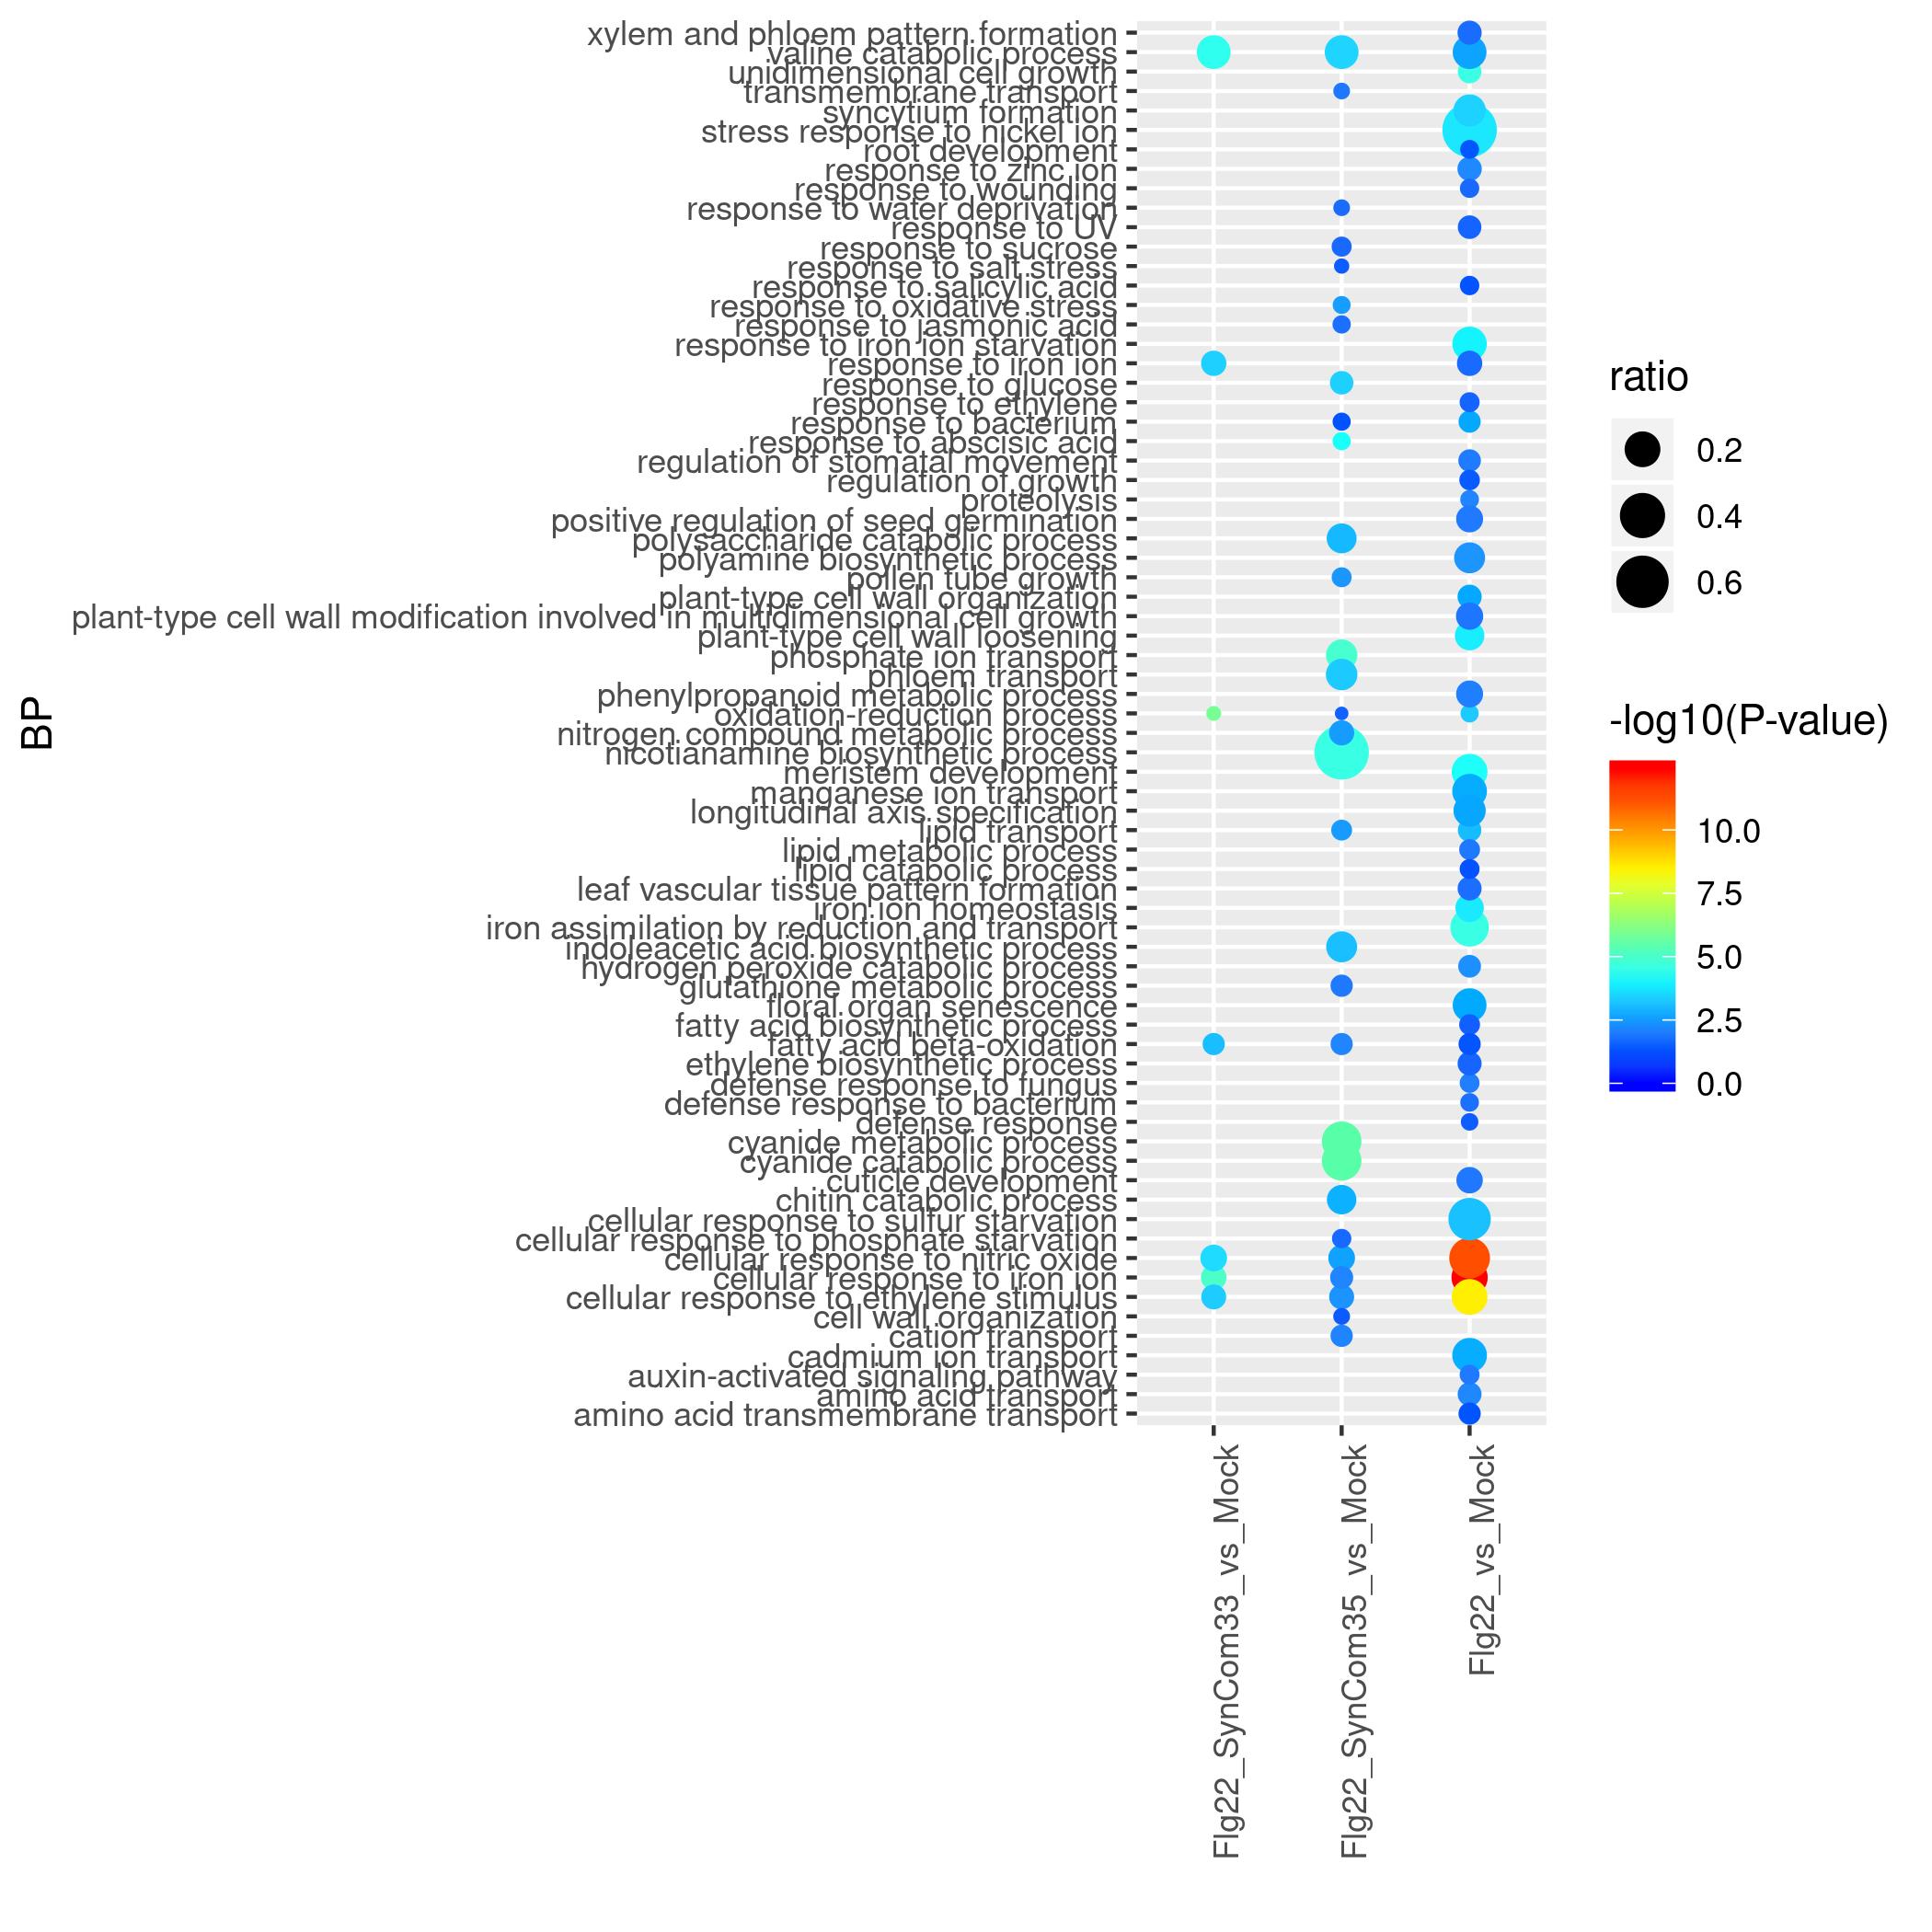 xylem and phloem pattern formation
valine catabolic process
unidimensional cell growth
transmembrane transport
syncytium formation
stress response to nickel ion
root development
response to zinc ion
response to wounding
response to water deprivation
response to UV
response to sucrose
response to salt stress
response to salicylic acid
response to oxidative stress
response to jasmonic acid
response to iron ion starvation
response to iron ion
response to glucose
response to ethylene
response to bacterium
response to abscisic acid
regulation of stomatal movement
regulation of growth
proteolysis
positive regulation of seed germination
polysaccharide catabolic process
polyamine biosynthetic process
pollen tube growth
plant-type cell wall organization
plant-type cell wall modification involved in multidimensional cell growth
plant-type cell wall loosening
phosphate ion transport
phloem transport
phenylpropanoid metabolic process
oxidation-reduction process
nitrogen compound metabolic process
nicotianamine biosynthetic process
meristem development
manganese ion transport
longitudinal axis specification
lipid transport
lipid metabolic process
lipid catabolic process
leaf vascular tissue pattern formation
iron ion homeostasis
iron assimilation by reduction and transport
indoleacetic acid biosynthetic process
hydrogen peroxide catabolic process
glutathione metabolic process
floral organ senescence
fatty acid biosynthetic process
fatty acid beta-oxidation
ethylene biosynthetic process
defense response to fungus
defense response to bacterium
defense response
cyanide metabolic process
cyanide catabolic process
cuticle development
chitin catabolic process
cellular response to sulfur starvation
cellular response to phosphate starvation
cellular response to nitric oxide
cellular response to iron ion
cellular response to ethylene stimulus
cell wall organization
cation transport
cadmium ion transport
auxin-activated signaling pathway
amino acid transport
amino acid transmembrane transport
BP
Flg22_SynCom33_vs_Mock
Flg22_SynCom35_vs_Mock
Flg22_vs_Mock
ratio
0.2
0.4
0.6
-log10(P-value)
10.0
7.5
5.0
2.5
0.0